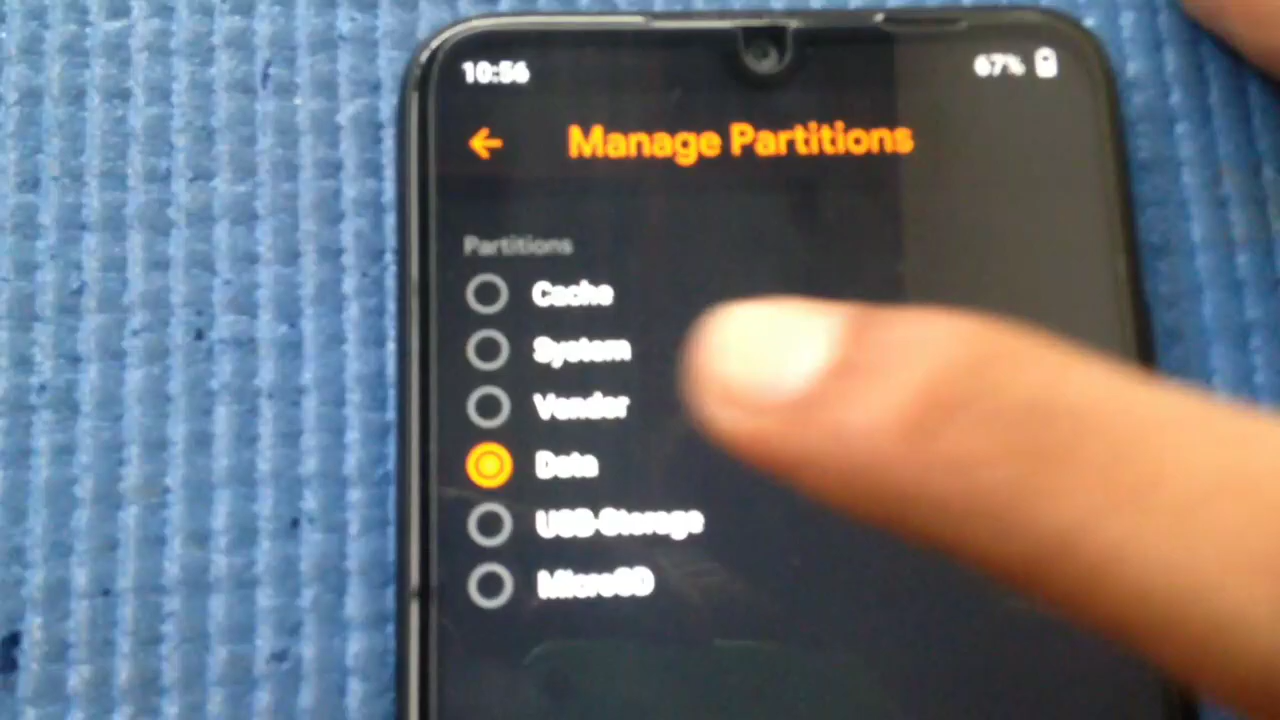 10:56
67%
Manage Partitions
Partitions
Cache
System
Vendor
Data
USB-Storage
MicroSD